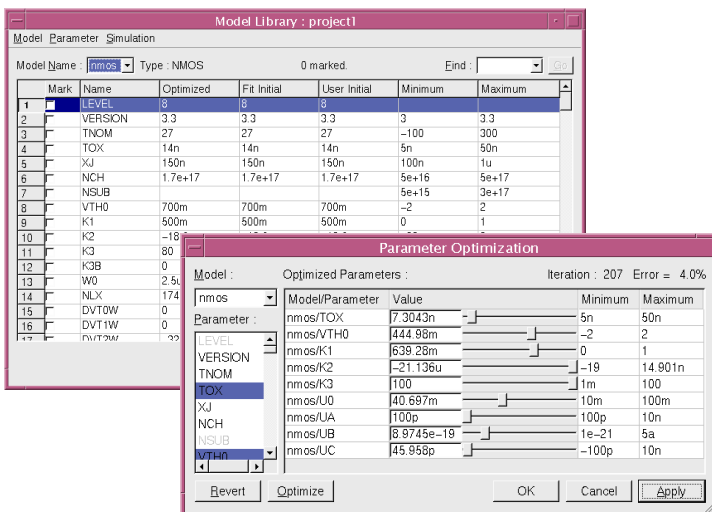 Model Library : project1
Model Parameter Simulation
Model Name : nmos Type : NMOS 0 marked. Find : Go
Mark Name Optimized Fit Initial User Initial Minimum Maximum
1 LEVEL 8 8 8
2 VERSION 3.3 3.3 3.3 3 3.3
3 TNOM 27 27 27 −100 300
4 TOX 14n 14n 14n 5n 50n
5 XJ 150n 150n 150n 100n 1u
6 NCH 1.7e+17 1.7e+17 1.7e+17 5e+16 5e+17
7 NSUB 5e+15 3e+17
8 VTH0 700m 700m 700m −2 2
9 K1 500m 500m 500m 0 1
10 K2
11 K3 80
12 K3B 0
13 W0
14 NLX 174
15 DVT0W 0
16 DVT1W 0
17 DVT2W
Parameter Optimization
Model : Optimized Parameters : Iteration : 207 Error = 4.0%
nmos Model/Parameter Value Minimum Maximum
Parameter :
LEVEL
VERSION
TNOM
TOX
XJ
NCH
NSUB
VTH0
nmos/TOX 7.3043n 5n 50n
nmos/VTH0 444.98m −2 2
nmos/K1 639.28m 0 1
nmos/K2 −21.136u −19 14.901n
nmos/K3 100 1m 100
nmos/U0 40.697m 10m 100m
nmos/UA 100p 100p 10n
nmos/UB 8.9745e−19 1e−21 5a
nmos/UC 45.958p −100p 10n
Revert Optimize OK Cancel Apply